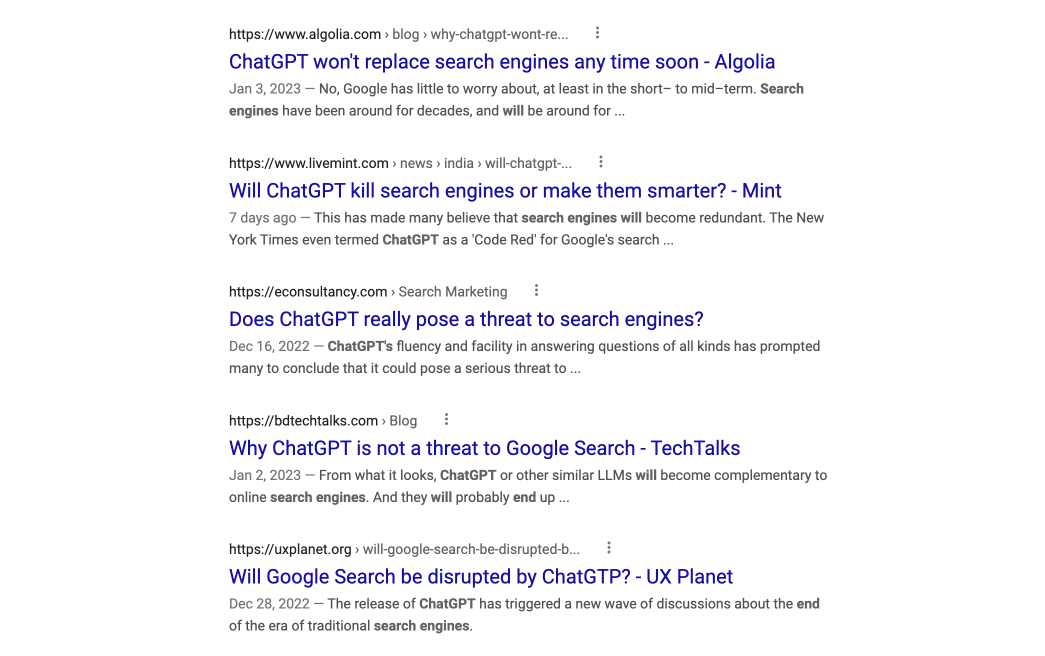 https://www.algolia.com › blog › why-chatgpt-wont-re...
ChatGPT won't replace search engines any time soon - Algolia
Jan 3, 2023 — No, Google has little to worry about, at least in the short– to mid–term. Search
engines have been around for decades, and will be around for ...
https://www.livemint.com › news › india › will-chatgpt-...
Will ChatGPT kill search engines or make them smarter? - Mint
7 days ago — This has made many believe that search engines will become redundant. The New
York Times even termed ChatGPT as a 'Code Red' for Google's search ...
https://econsultancy.com › Search Marketing
Does ChatGPT really pose a threat to search engines?
Dec 16, 2022 — ChatGPT's fluency and facility in answering questions of all kinds has prompted
many to conclude that it could pose a serious threat to ...
https://bdtechtalks.com › Blog
Why ChatGPT is not a threat to Google Search - TechTalks
Jan 2, 2023 — From what it looks, ChatGPT or other similar LLMs will become complementary to
online search engines. And they will probably end up ...
https://uxplanet.org › will-google-search-be-disrupted-b...
Will Google Search be disrupted by ChatGTP? - UX Planet
Dec 28, 2022 — The release of ChatGPT has triggered a new wave of discussions about the end
of the era of traditional search engines.